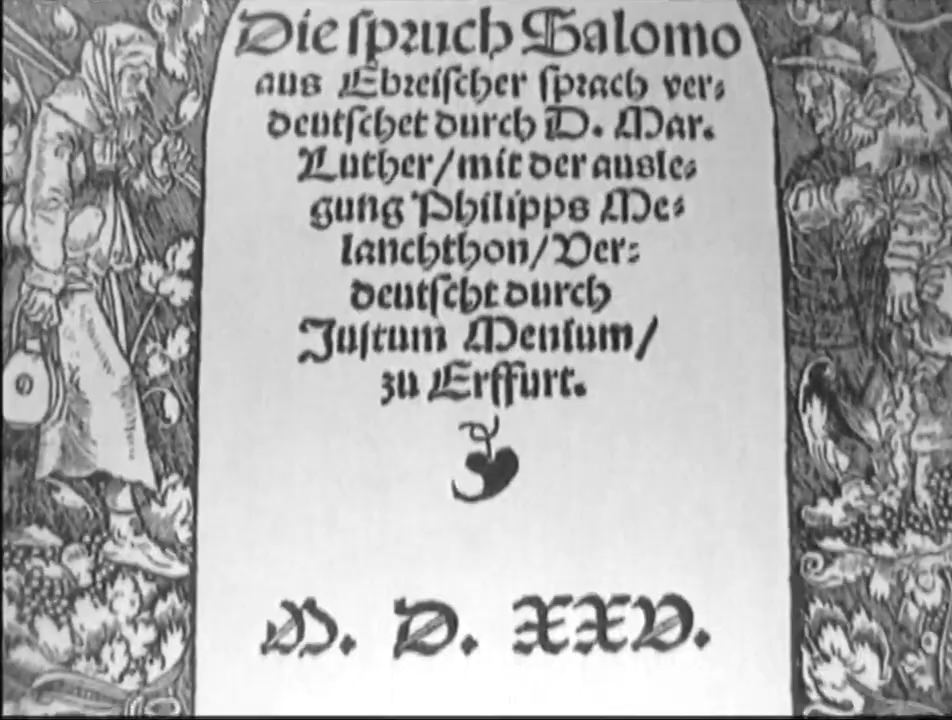 Die ſpruch Salomo
aus Ebreiſcher ſprach ver⸗
deutſchet durch D. Mar.
Luther/mit der ausle⸗
gung Philipps Me⸗
lanchthon/Ver⸗
deutſcht durch
Juſtum Menium/
zu Erffurt.
M. D. XXV.